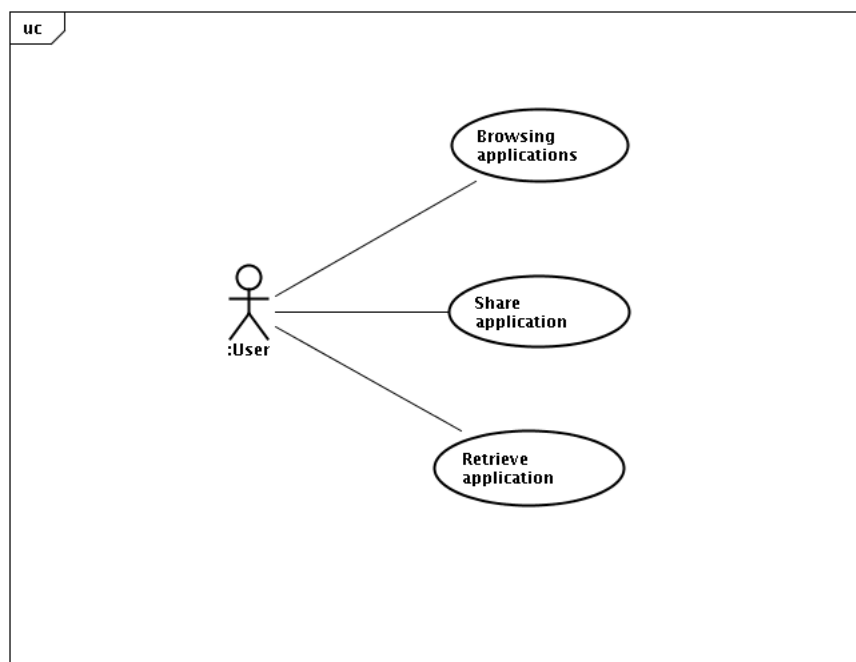 uc
Browsing
applications
Share
application
:User
Retrieve
application